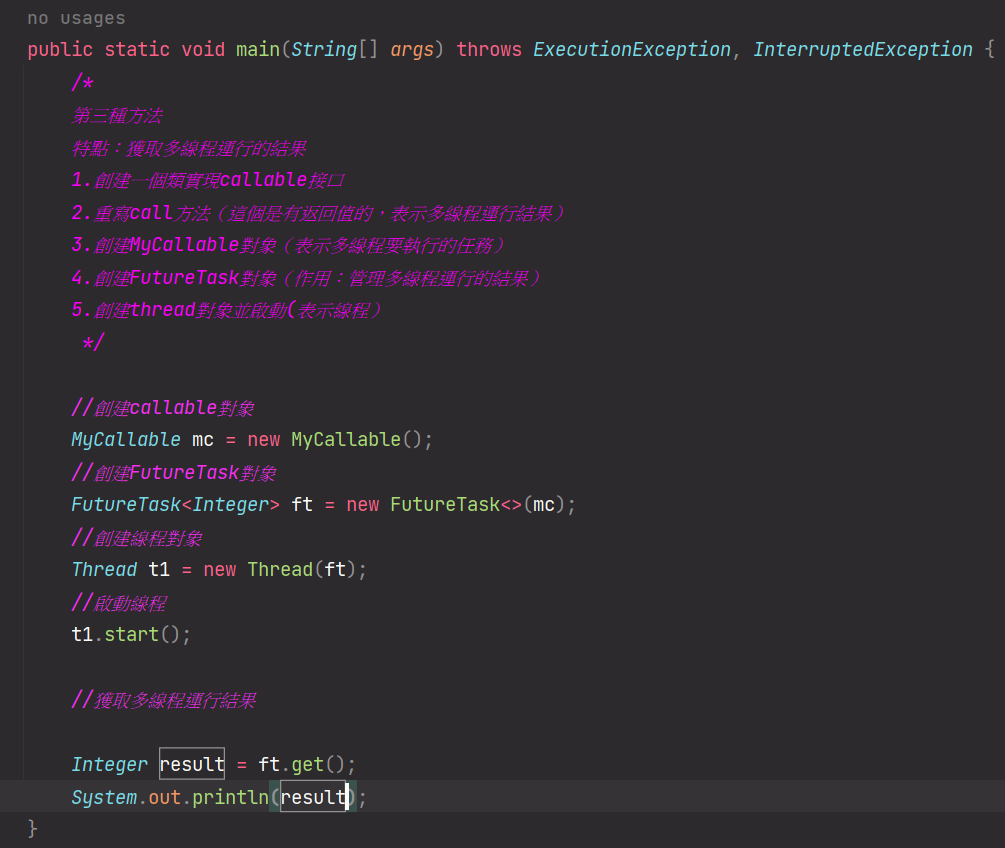 no usages
public static void main(String[] args) throws ExecutionException, InterruptedException {
/*
第三種方法
特點：獲取多線程運行的結果
1.創建一個類實現callable接口
2.重寫call方法（這個是有返回值的，表示多線程運行結果）
3.創建MyCallable對象（表示多線程要執行的任務）
4.創建FutureTask對象（作用：管理多線程運行的結果）
5.創建thread對象並啟動(表示線程）
*/
//創建callable對象
MyCallable mc = new MyCallable();
//創建FutureTask對象
FutureTask<Integer> ft = new FutureTask<>(mc);
//創建線程對象
Thread t1 = new Thread(ft);
//啟動線程
t1.start();
//獲取多線程運行結果
Integer result = ft.get();
System.out.println(result);
}